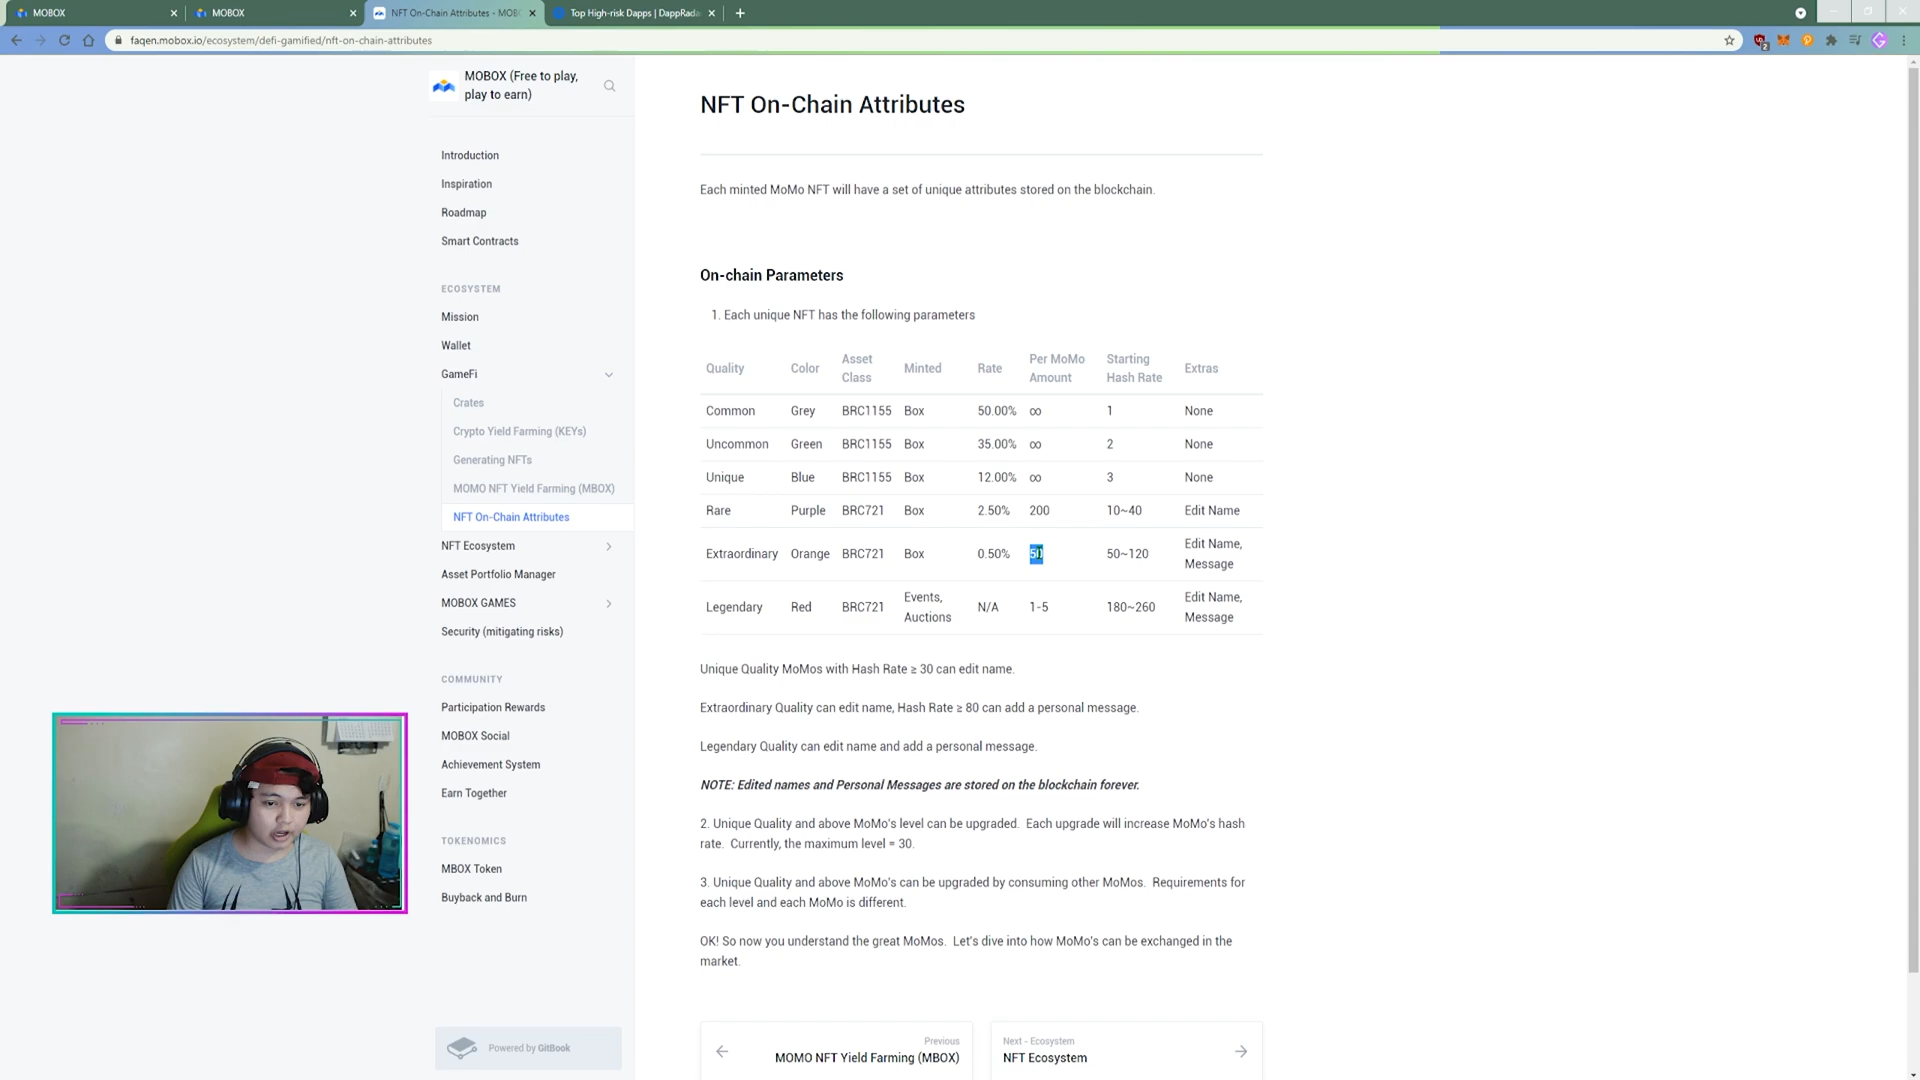 MOBOX
MOBOX
NFT On-Chain Attributes - MOBO
Top High-risk Dapps | DappRada
faqen.mobox.io/ecosystem/defi-gamified/nft-on-chain-attributes
MOBOX (Free to play,
play to earn)
Introduction
Inspiration
Roadmap
Smart Contracts
ECOSYSTEM
Mission
Wallet
GameFi
Crates
Crypto Yield Farming (KEYs)
Generating NFTs
MOMO NFT Yield Farming (MBOX)
NFT On-Chain Attributes
NFT Ecosystem
Asset Portfolio Manager
MOBOX GAMES
Security (mitigating risks)
COMMUNITY
Participation Rewards
MOBOX Social
Achievement System
Earn Together
TOKENOMICS
MBOX Token
Buyback and Burn
Powered by GitBook
NFT On-Chain Attributes
Each minted MoMo NFT will have a set of unique attributes stored on the blockchain.
On-chain Parameters
1. Each unique NFT has the following parameters
Quality Color Asset Class Minted Rate Per MoMo Amount Starting Hash Rate Extras
Common Grey BRC1155 Box 50.00% ∞ 1 None
Uncommon Green BRC1155 Box 35.00% ∞ 2 None
Unique Blue BRC1155 Box 12.00% ∞ 3 None
Rare Purple BRC721 Box 2.50% 200 10~40 Edit Name
Extraordinary Orange BRC721 Box 0.50% 50 50~120 Edit Name, Message
Legendary Red BRC721 Events, Auctions N/A 1-5 180~260 Edit Name, Message
Unique Quality MoMos with Hash Rate ≥ 30 can edit name.
Extraordinary Quality can edit name, Hash Rate ≥ 80 can add a personal message.
Legendary Quality can edit name and add a personal message.
NOTE: Edited names and Personal Messages are stored on the blockchain forever.
2. Unique Quality and above MoMo's level can be upgraded. Each upgrade will increase MoMo's hash
rate. Currently, the maximum level = 30.
3. Unique Quality and above MoMo's can be upgraded by consuming other MoMos. Requirements for
each level and each MoMo is different.
OK! So now you understand the great MoMos. Let's dive into how MoMo's can be exchanged in the
market.
Previous
MOMO NFT Yield Farming (MBOX)
Next - Ecosystem
NFT Ecosystem